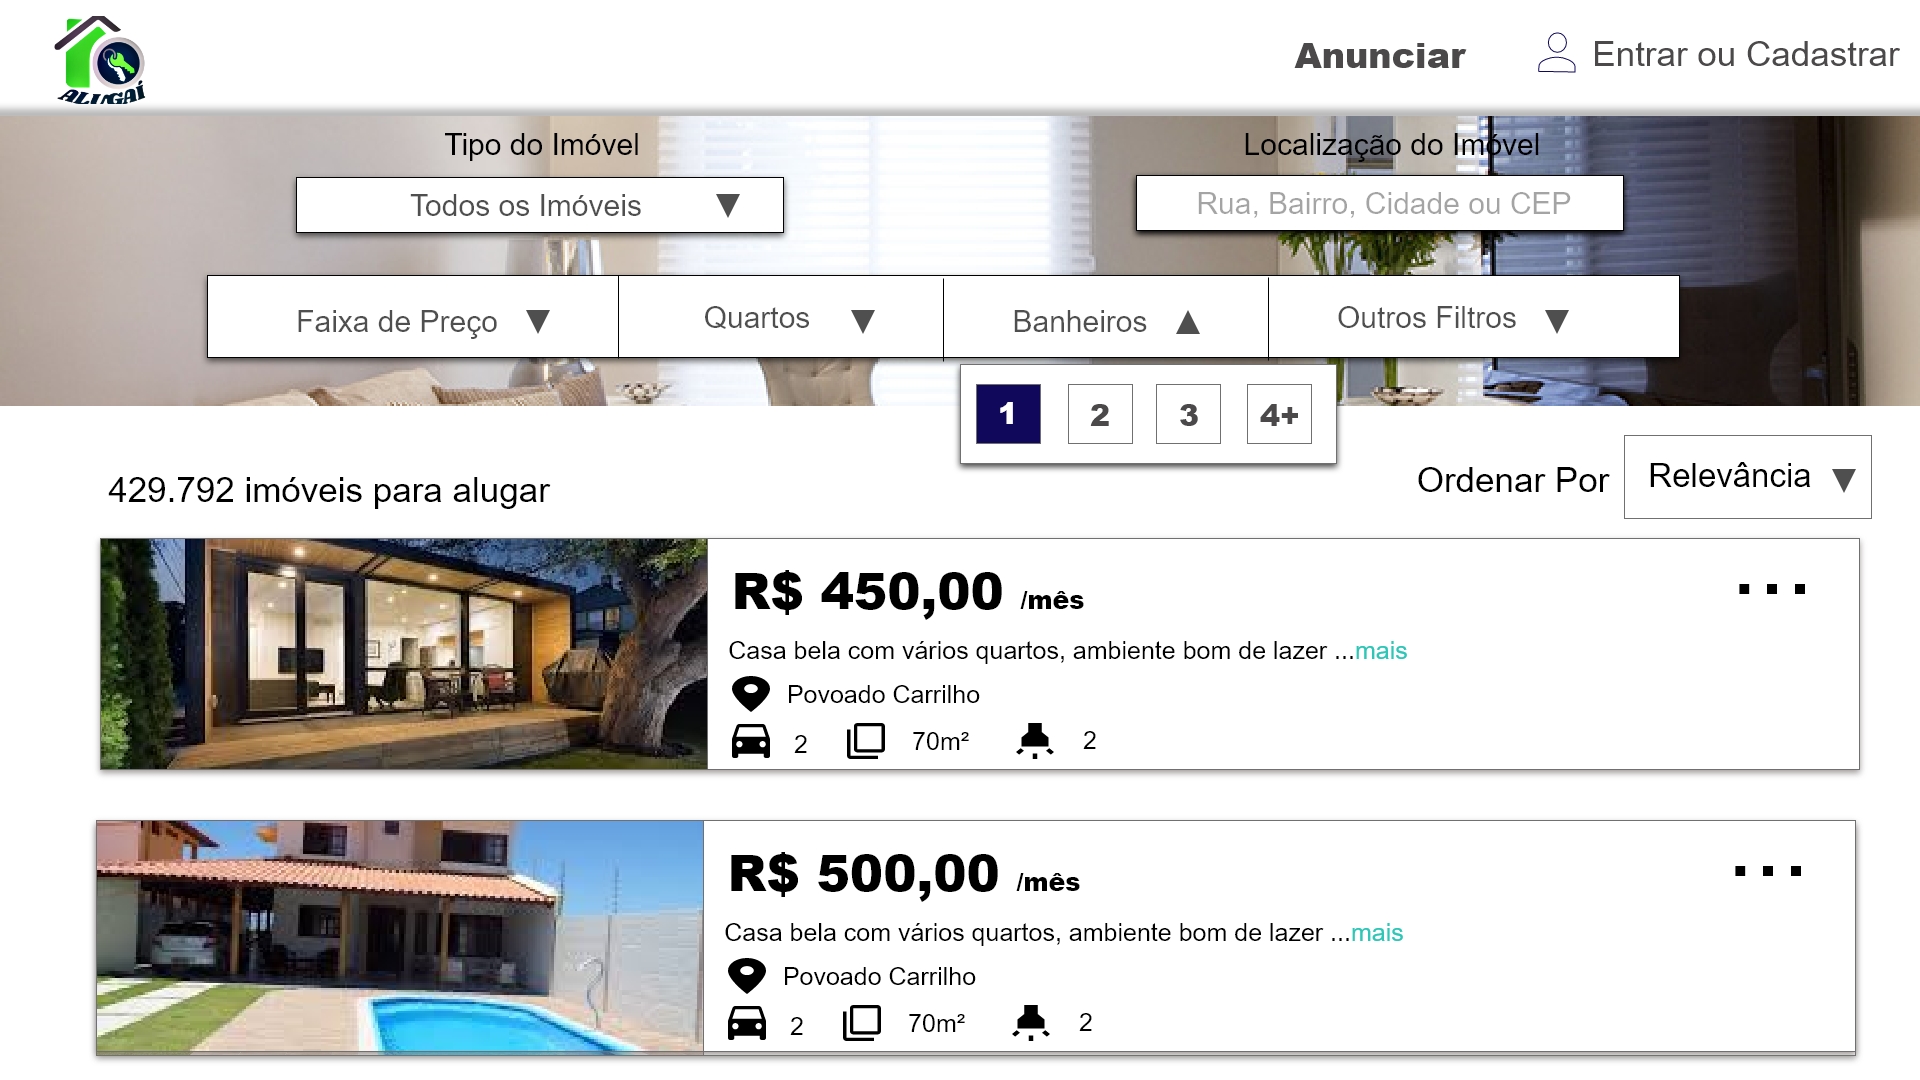 ALUGAÍ
Anunciar
Entrar ou Cadastrar
Tipo do Imóvel
Localização do Imóvel
Todos os Imóveis ▼
Rua, Bairro, Cidade ou CEP
Faixa de Preço ▼
Quartos ▼
Banheiros ▲
Outros Filtros ▼
1
2
3
4+
429.792 imóveis para alugar
Ordenar Por
Relevância ▼
R$ 450,00 /mês
...
Casa bela com vários quartos, ambiente bom de lazer ...mais
Povoado Carrilho
2 70m² 2
R$ 500,00 /mês
...
Casa bela com vários quartos, ambiente bom de lazer ...mais
Povoado Carrilho
2 70m² 2